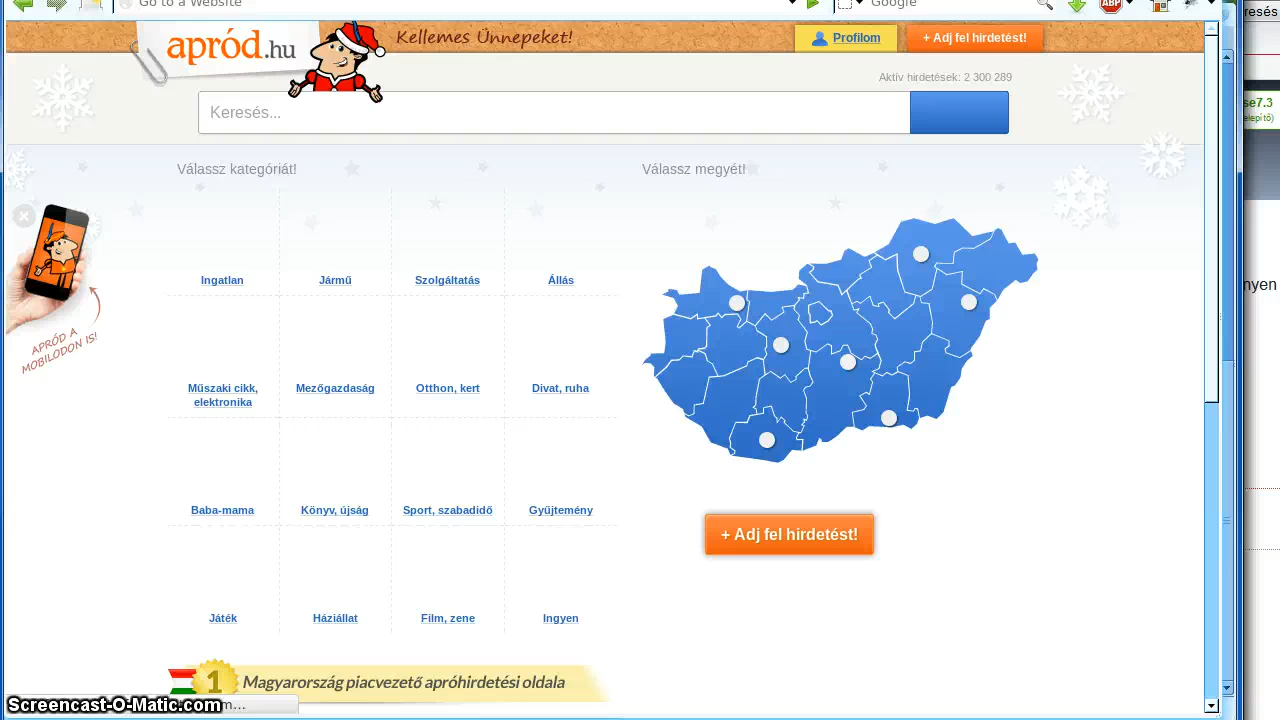 Go to a Website
Google
ABP
resés
apród.hu
Kellemes Ünnepeket!
Profilom
+ Adj fel hirdetést!
Aktív hirdetések: 2 300 289
Keresés...
se7.3
elepítő)
Válassz kategóriát!
Válassz megyét!
Ingatlan
Jármű
Szolgáltatás
Állás
nyen
APRÓD A
MOBILODON IS!
Műszaki cikk,
elektronika
Mezőgazdaság
Otthon, kert
Divat, ruha
Baba-mama
Könyv, újság
Sport, szabadidő
Gyűjtemény
+ Adj fel hirdetést!
Játék
Háziállat
Film, zene
Ingyen
1 Magyarország piacvezető apróhirdetési oldala
Screencast-O-Matic.com